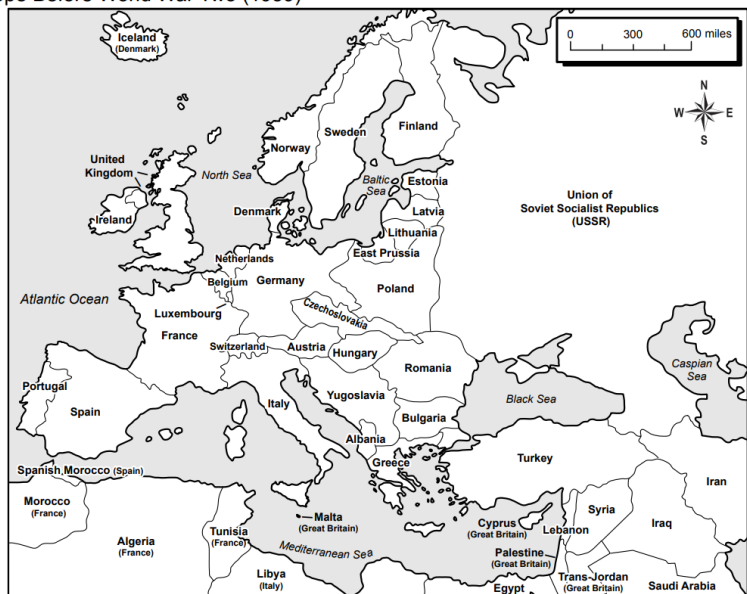 Iceland
(Denmark)
0 300 600 miles
N
W E
S
Sweden
Finland
Norway
United
Kingdom
North Sea
Baltic
Sea
Estonia
Union of
Soviet Socialist Republics
(USSR)
Ireland
Denmark
Latvia
Lithuania
East Prussia
Netherlands
Belgium
Germany
Poland
Atlantic Ocean
Luxembourg
Czechoslovakia
France
Switzerland
Austria
Hungary
Romania
Caspian
Sea
Portugal
Spain
Italy
Yugoslavia
Black Sea
Bulgaria
Albania
Greece
Turkey
Spanish Morocco (Spain)
Iran
Morocco
(France)
Malta
(Great Britain)
Cyprus
(Great Britain)
Syria
Lebanon
Iraq
Algeria
(France)
Tunisia
(France)
Mediterranean Sea
Palestine
(Great Britain)
Libya
(Italy)
Egypt
Trans-Jordan
(Great Britain)
Saudi Arabia